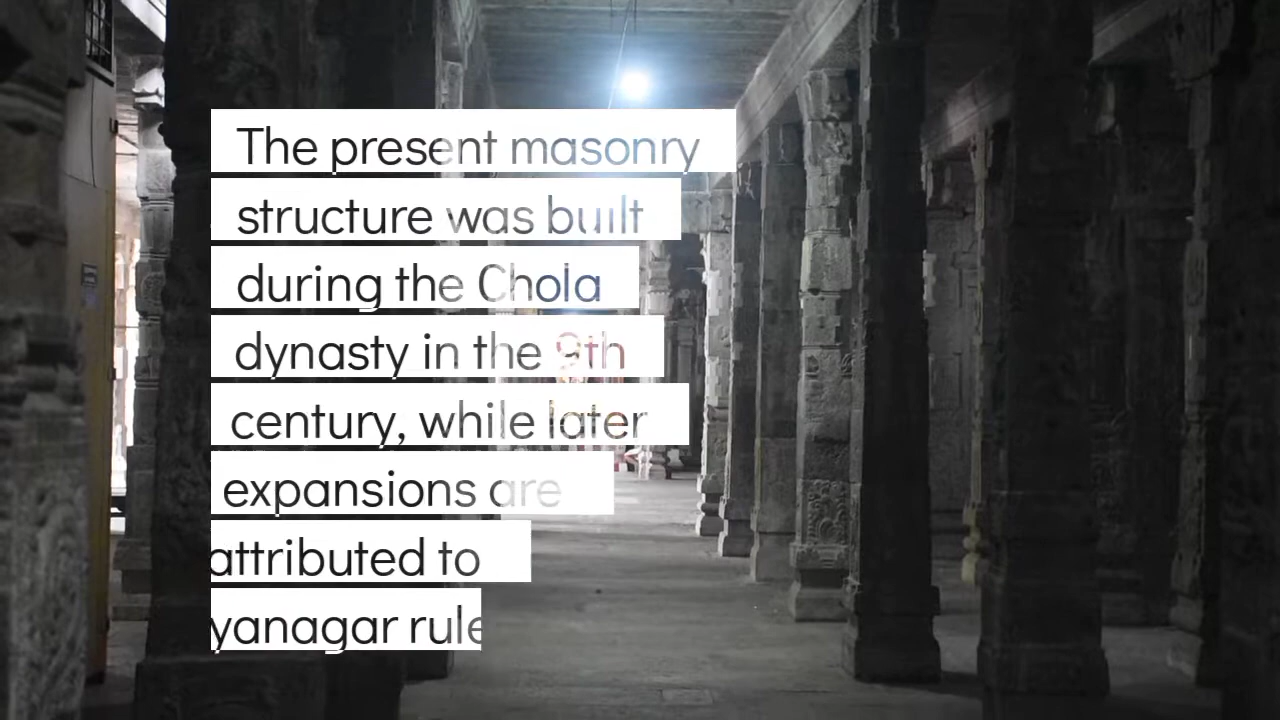 The present masonry
structure was built
during the Chola
dynasty in the 9th
century, while later
expansions are
attributed to
yanagar rule